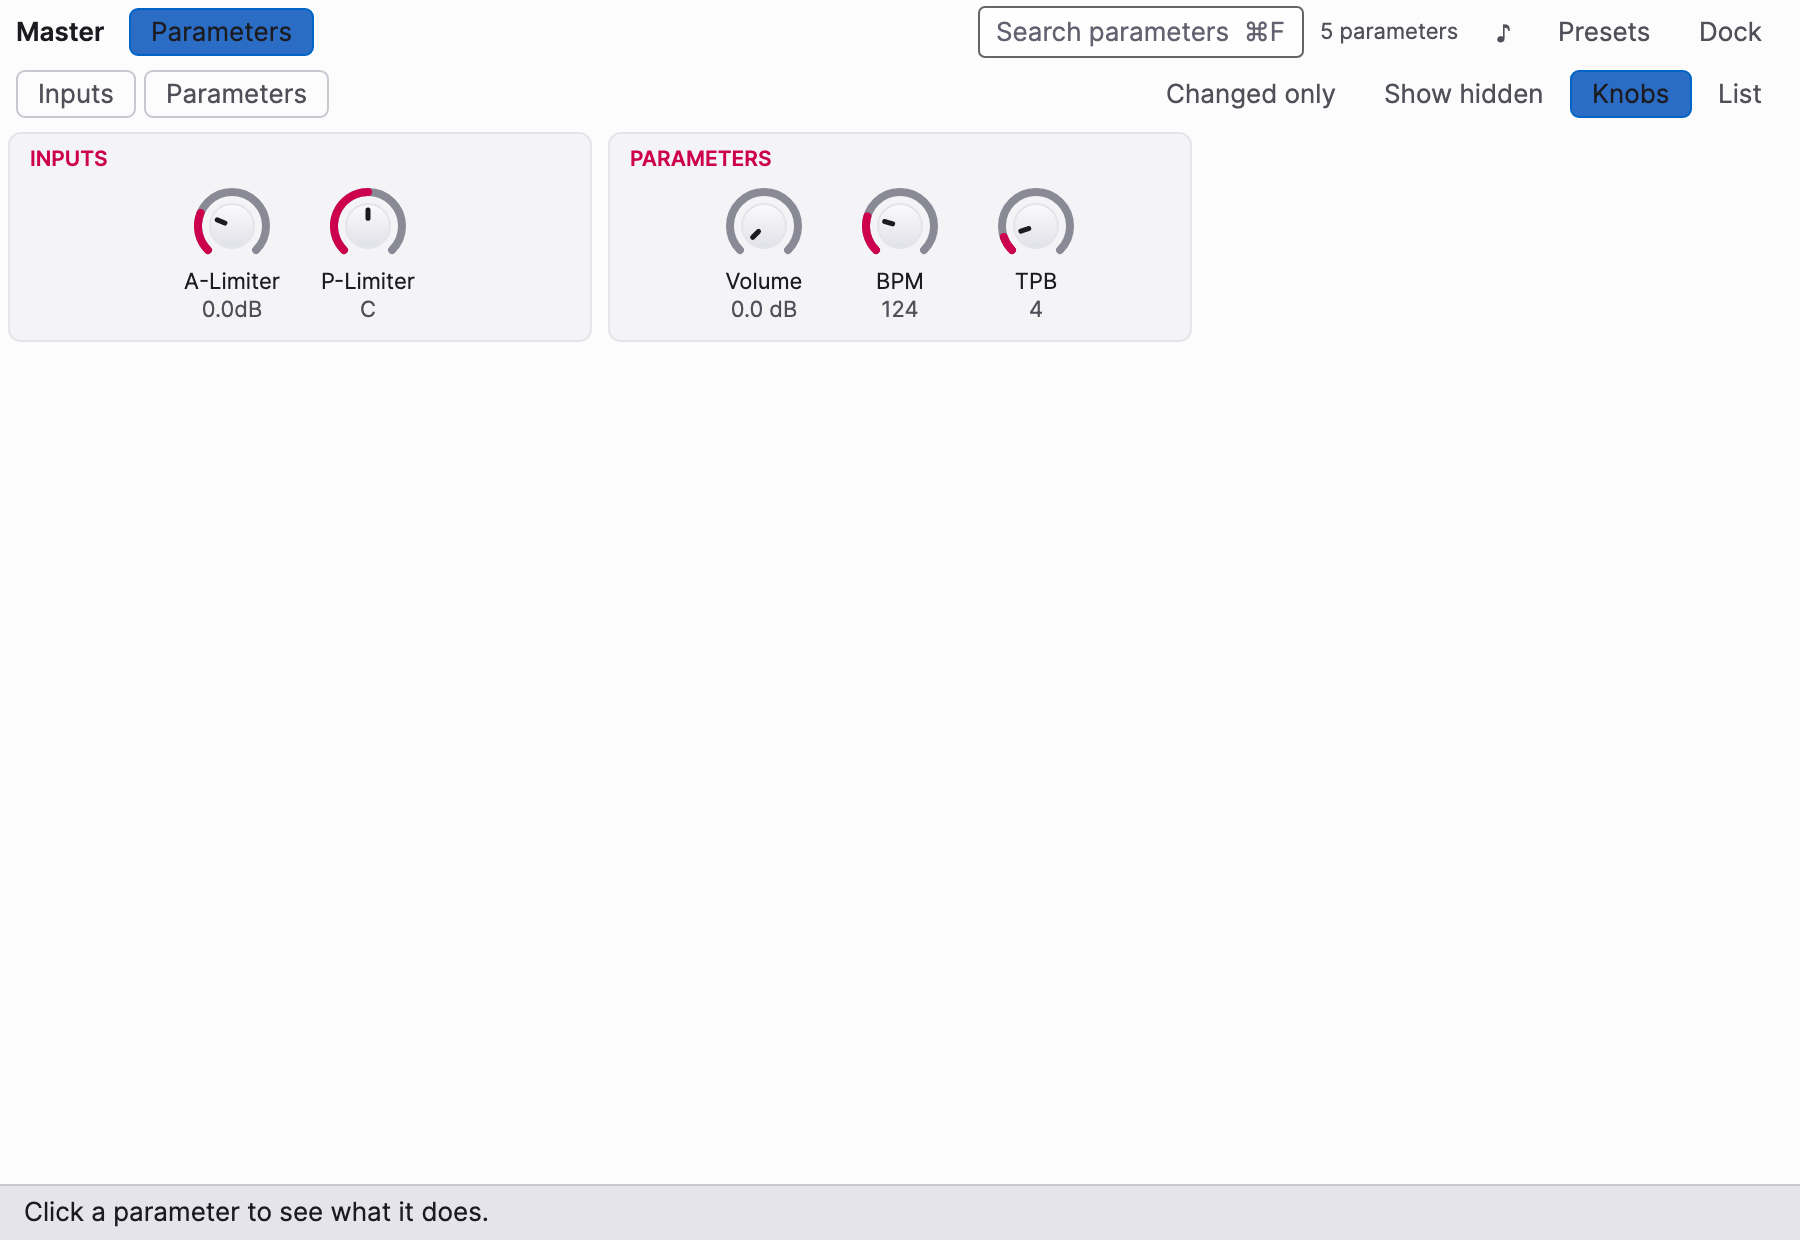 Master
Parameters
Search parameters ⌘F
5 parameters
Presets
Dock
Inputs
Parameters
Changed only
Show hidden
Knobs
List
INPUTS
A-Limiter
0.0dB
P-Limiter
C
PARAMETERS
Volume
0.0 dB
BPM
124
TPB
4
Click a parameter to see what it does.